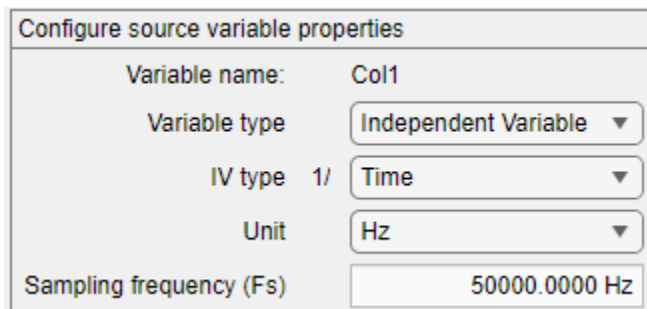 Configure source variable properties
Variable name: Col1
Variable type Independent Variable
IV type 1/ Time
Unit Hz
Sampling frequency (Fs) 50000.0000 Hz